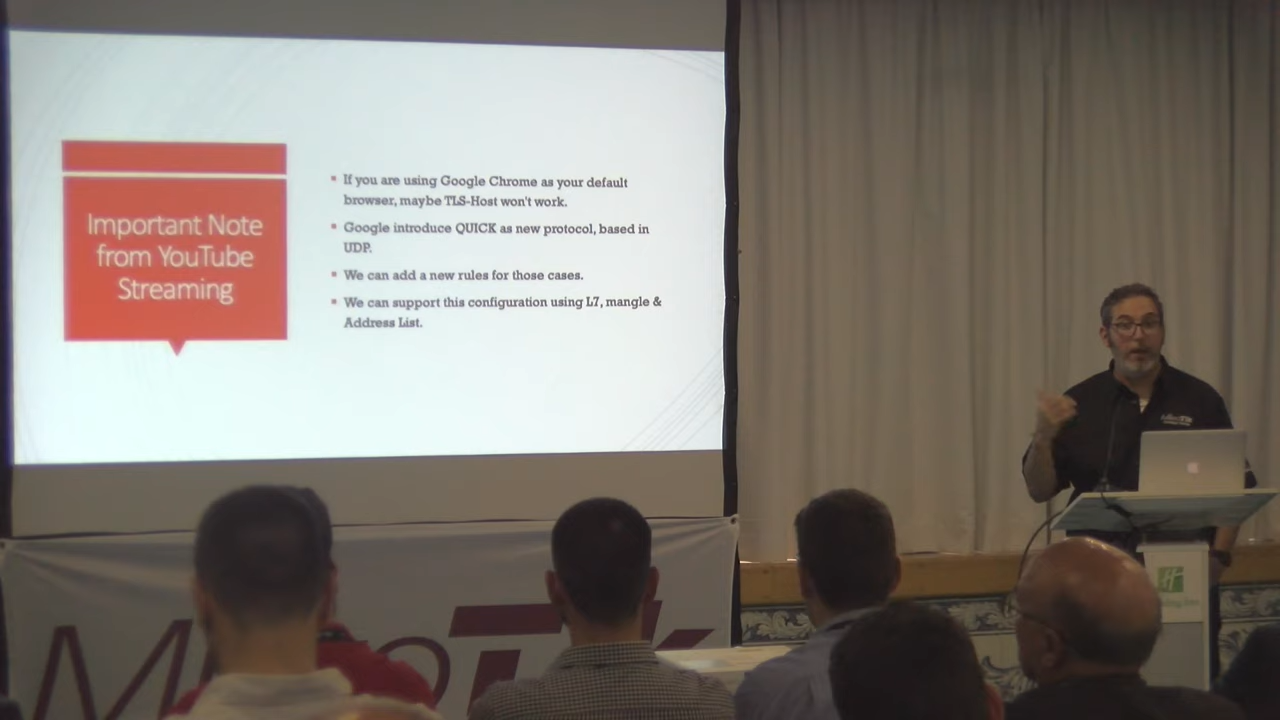 Important Note
from YouTube
Streaming
▪ If you are using Google Chrome as your default
browser, maybe TLS-Host won't work.
▪ Google introduce QUICK as new protocol, based in
UDP.
▪ We can add a new rules for those cases.
▪ We can support this configuration using L7, mangle &
Address List.